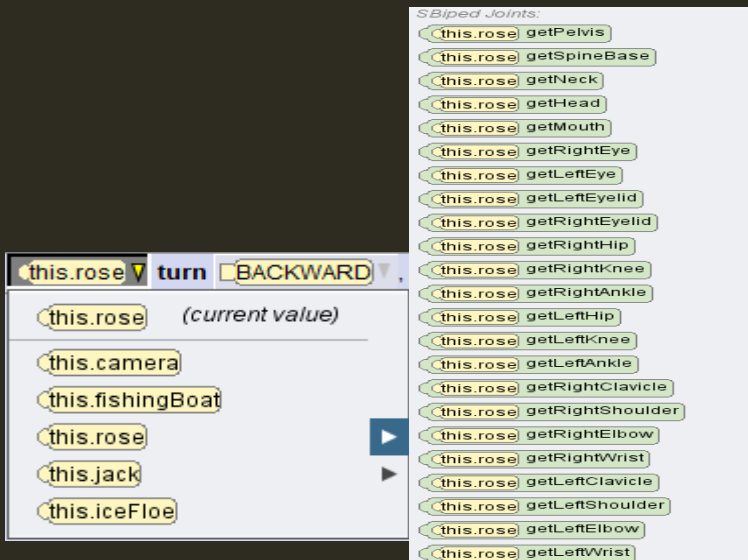 this.rose turn BACKWARD ,
this.rose (current value)
this.camera
this.fishingBoat
this.rose
this.jack
this.iceFloe
SBiped Joints:
this.rose getPelvis
this.rose getSpineBase
this.rose getNeck
this.rose getHead
this.rose getMouth
this.rose getRightEye
this.rose getLeftEye
this.rose getLeftEyelid
this.rose getRightEyelid
this.rose getRightHip
this.rose getRightKnee
this.rose getRightAnkle
this.rose getLeftHip
this.rose getLeftKnee
this.rose getLeftAnkle
this.rose getRightClavicle
this.rose getRightShoulder
this.rose getRightElbow
this.rose getRightWrist
this.rose getLeftClavicle
this.rose getLeftShoulder
this.rose getLeftElbow
this.rose getLeftWrist